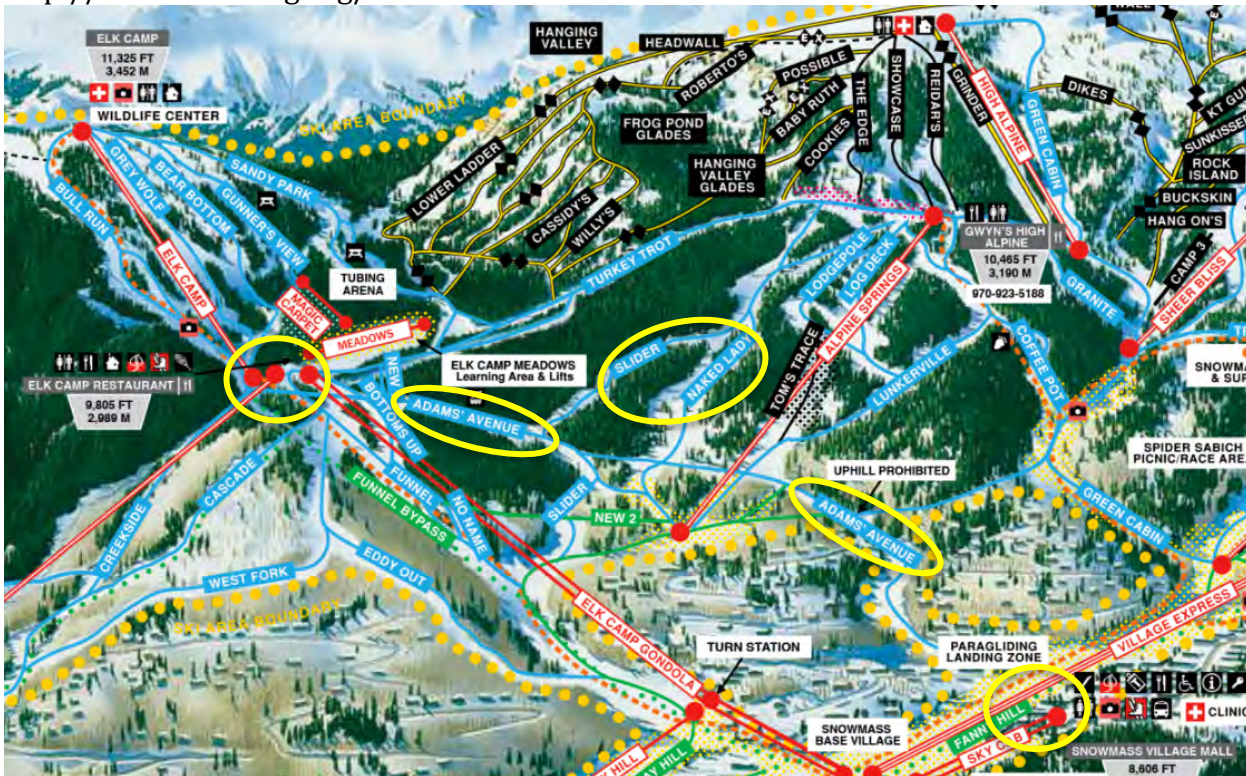 ELK CAMP
11,325 FT
3,452 M
WILDLIFE CENTER
HANGING
VALLEY
HEADWALL
ROBERTO'S
E X
POSSIBLE
E X
BABY RUTH
E X
COOKIES
THE EDGE
SHOWCASE
REIDAR'S
GRINDER
HIGH ALPINE
GREEN CABIN
DIKES
WALL
KT GUL
SUNKISSED
ROCK
ISLAND
BUCKSKIN
HANG ON'S
CAMP 3
SKI AREA BOUNDARY
FROG POND
GLADES
HANGING
VALLEY
GLADES
LOWER LADDER
CASSIDY'S
WILLY'S
BULL RUN
GREY WOLF
BEAR BOTTOM
GUNNER'S VIEW
SANDY PARK
ELK CAMP
TUBING
ARENA
MAGIC
CARPET
MEADOWS
TURKEY TROT
LODGEPOLE
LOG DECK
ALPINE SPRINGS
GWYN'S HIGH
ALPINE
10,465 FT
3,190 M
970-923-5188
GRANITE
SHEER BLISS
ELK CAMP RESTAURANT
9,805 FT
2,989 M
ELK CAMP MEADOWS
Learning Area & Lifts
SLIDER
NAKED LADY
TOM'S TRACE
LUNKERVILLE
COFFEE POT
SNOWM
& SUP
NEW
BOTTOMS UP
ADAMS' AVENUE
SPIDER SABICH
PICNIC/RACE AREA
UPHILL PROHIBITED
CASCADE
CREEKSIDE
FUNNEL BYPASS
FUNNEL
NO NAME
SLIDER
NEW 2
ADAMS' AVENUE
GREEN CABIN
WEST FORK
EDDY OUT
SKI AREA BOUNDARY
ELK CAMP GONDOLA
TURN STATION
PARAGLIDING
LANDING ZONE
VILLAGE EXPRESS
SNOWMASS
BASE VILLAGE
FANNY HILL
SKY CAB
CLINIC
SNOWMASS VILLAGE MALL
8,606 FT